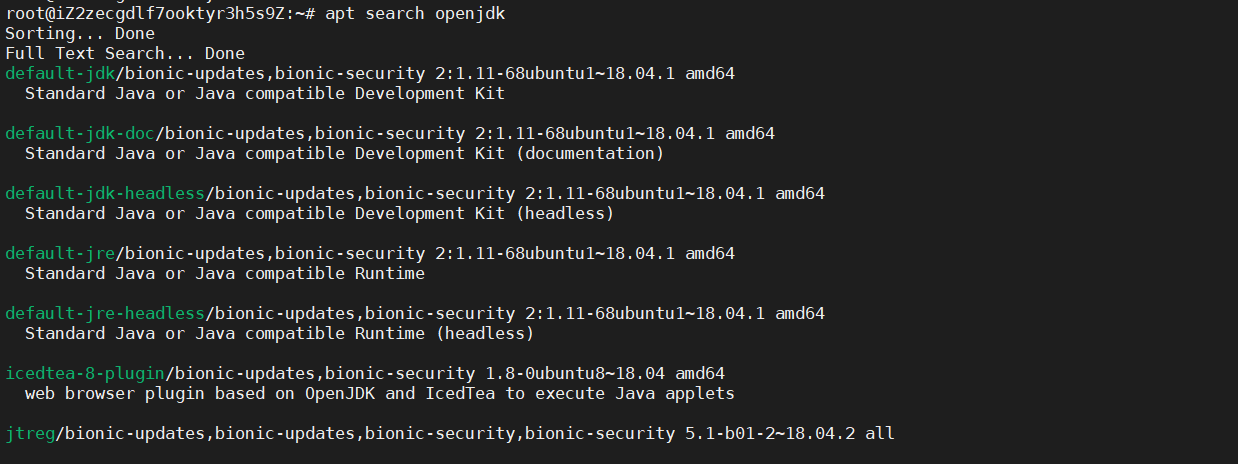 root@iZ2zecgdlf7ooktyr3h5s9Z:~# apt search openjdk
Sorting... Done
Full Text Search... Done
default-jdk/bionic-updates,bionic-security 2:1.11-68ubuntu1~18.04.1 amd64
  Standard Java or Java compatible Development Kit

default-jdk-doc/bionic-updates,bionic-security 2:1.11-68ubuntu1~18.04.1 amd64
  Standard Java or Java compatible Development Kit (documentation)

default-jdk-headless/bionic-updates,bionic-security 2:1.11-68ubuntu1~18.04.1 amd64
  Standard Java or Java compatible Development Kit (headless)

default-jre/bionic-updates,bionic-security 2:1.11-68ubuntu1~18.04.1 amd64
  Standard Java or Java compatible Runtime

default-jre-headless/bionic-updates,bionic-security 2:1.11-68ubuntu1~18.04.1 amd64
  Standard Java or Java compatible Runtime (headless)

icedtea-8-plugin/bionic-updates,bionic-security 1.8-0ubuntu8~18.04 amd64
  web browser plugin based on OpenJDK and IcedTea to execute Java applets

jtreg/bionic-updates,bionic-updates,bionic-security,bionic-security 5.1-b01-2~18.04.2 all